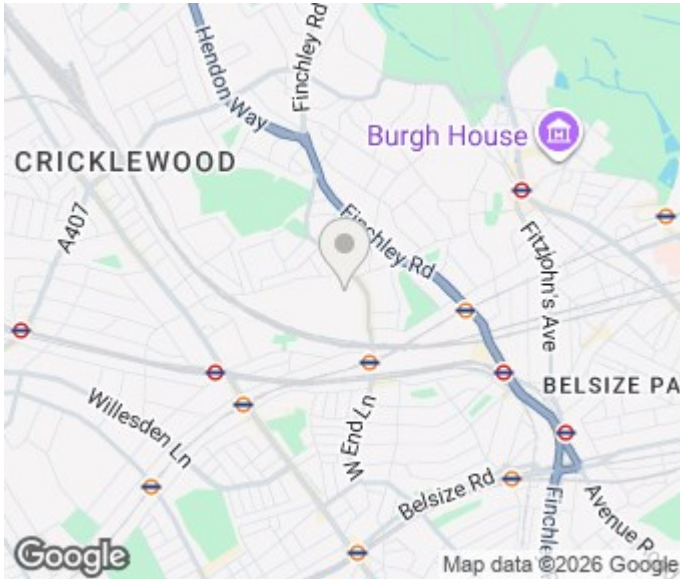 Finchley Rd
Hendon Way
Burgh House
CRICKLEWOOD
A407
Finchley Rd
Fitzjohn's Ave
BELSIZE PA
Willesden Ln
W End Ln
Belsize Rd
Finchle
Avenue R
Google
Map data ©2026 Google